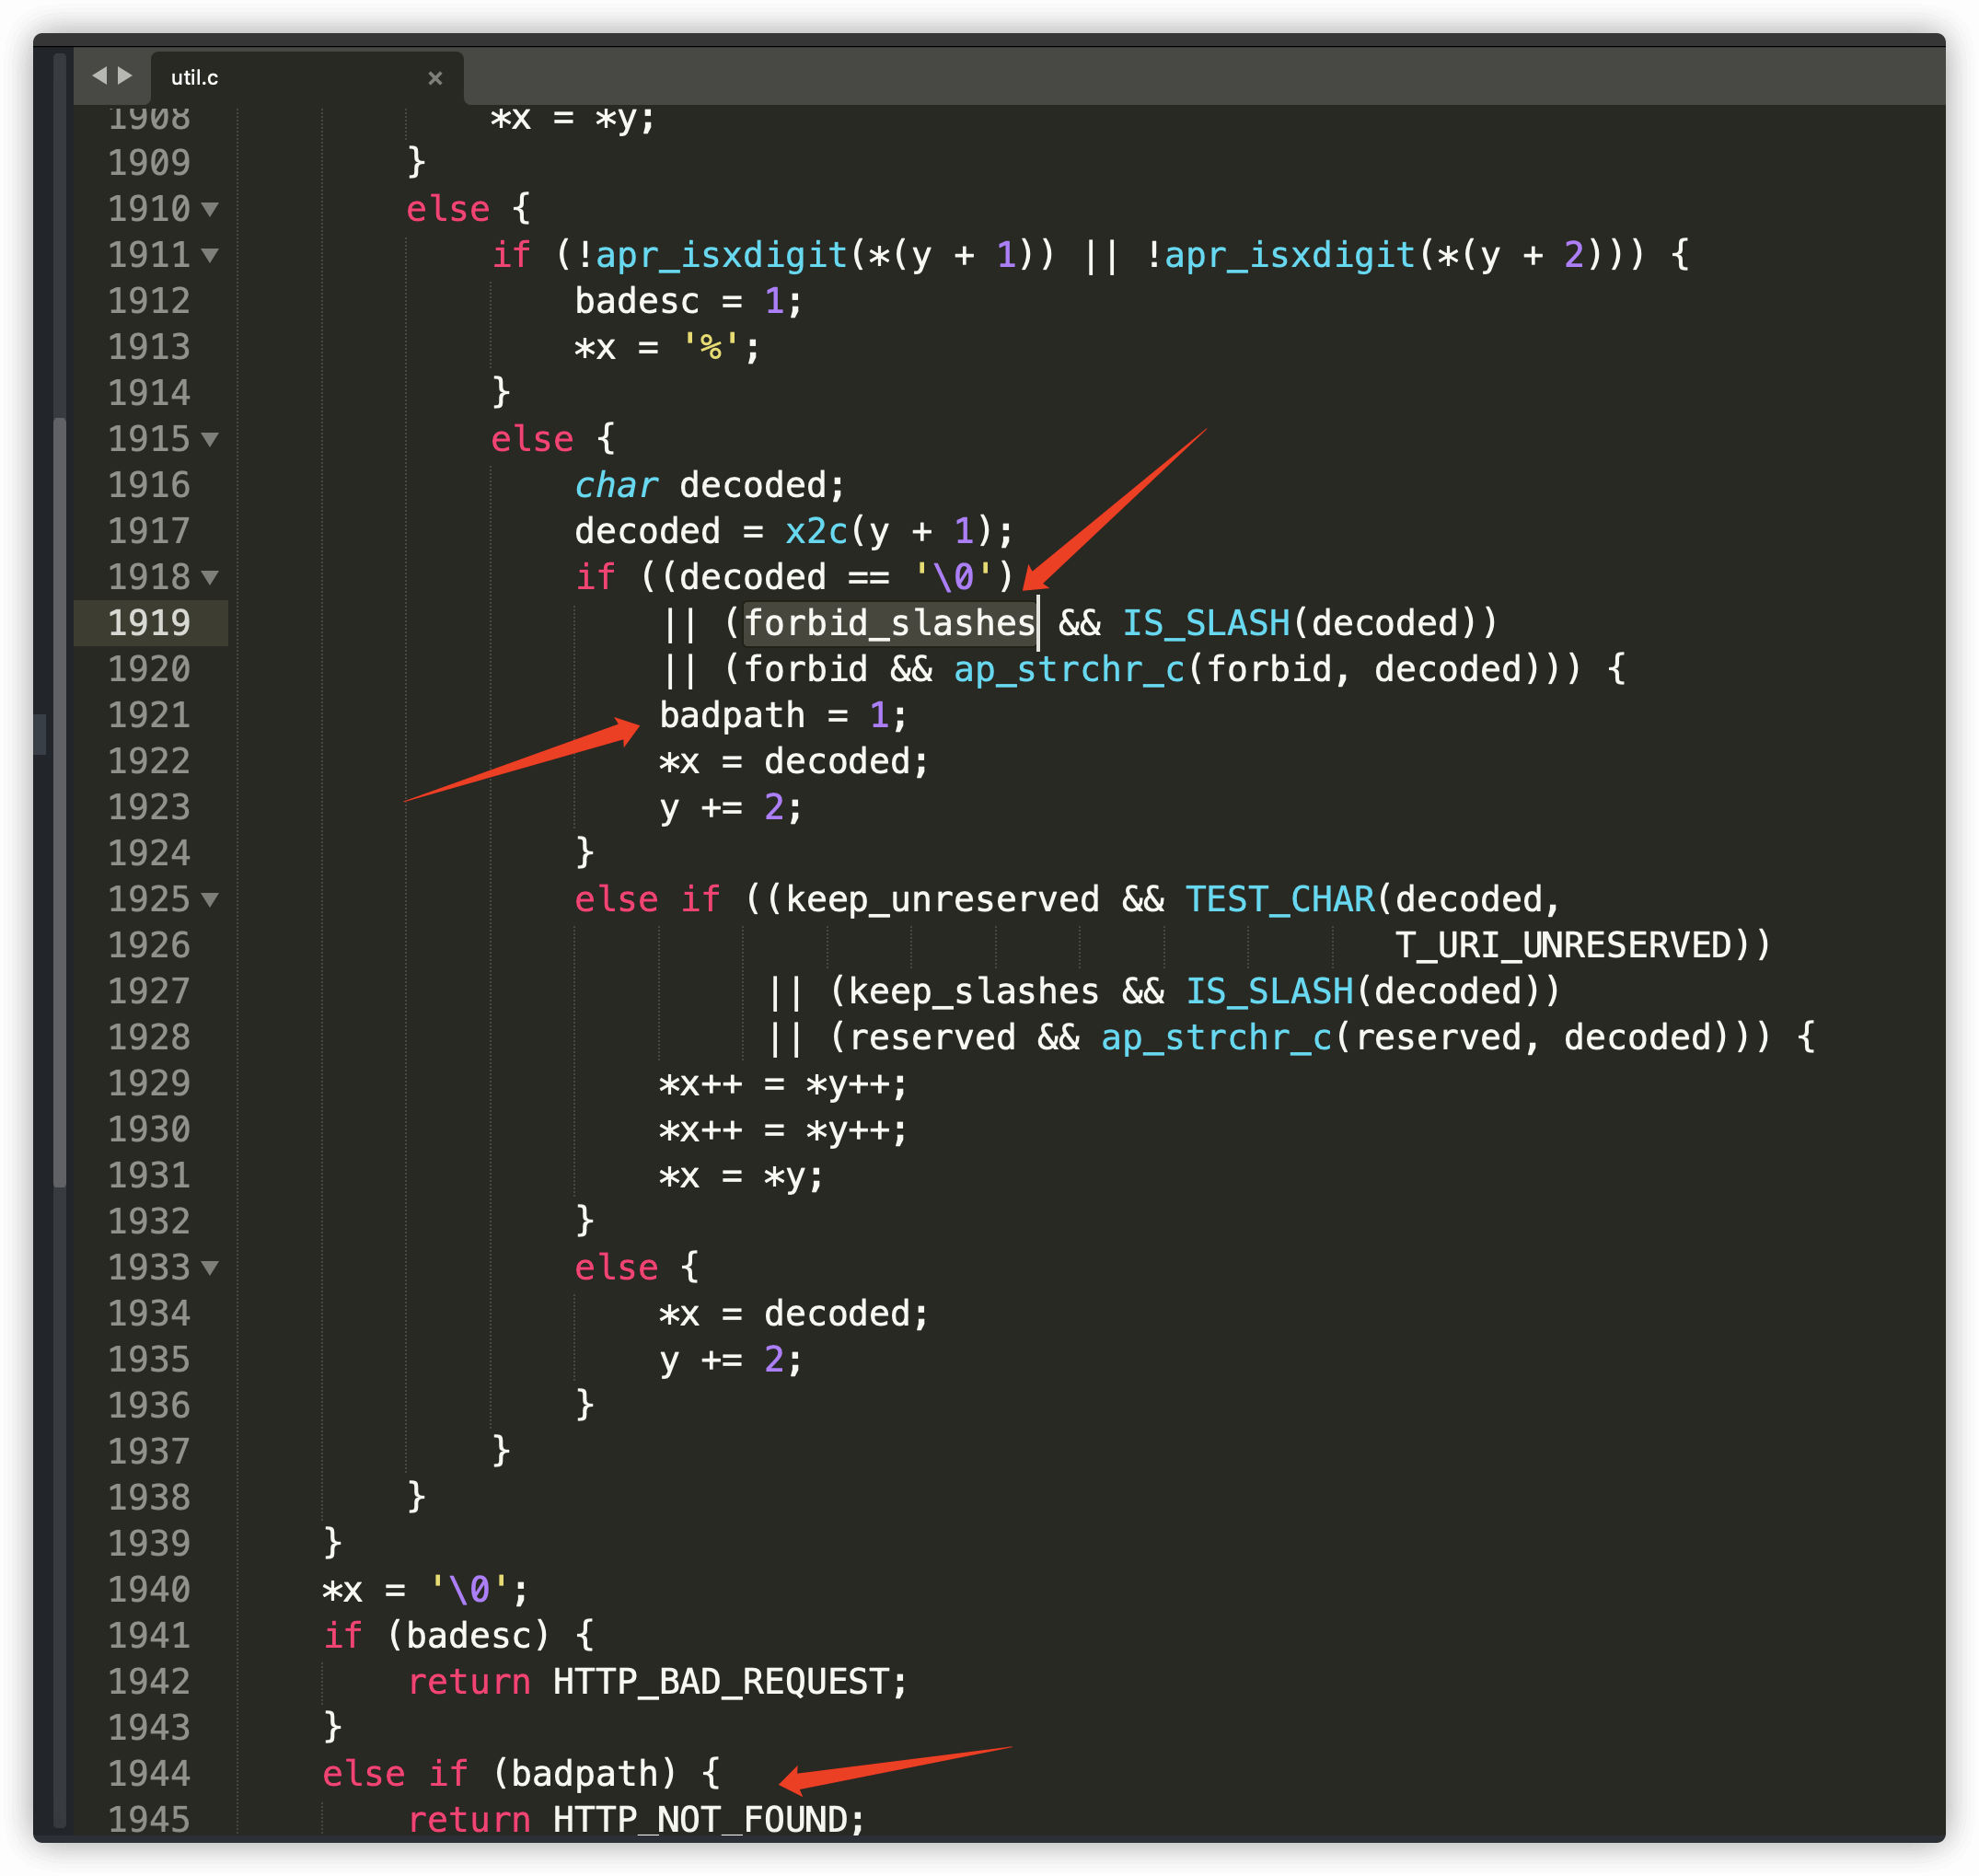 util.c ×
1908 *x = *y;
1909 }
1910 else {
1911 if (!apr_isxdigit(*(y + 1)) || !apr_isxdigit(*(y + 2))) {
1912 badesc = 1;
1913 *x = '%';
1914 }
1915 else {
1916 char decoded;
1917 decoded = x2c(y + 1);
1918 if ((decoded == '\0')
1919 || (forbid_slashes && IS_SLASH(decoded))
1920 || (forbid && ap_strchr_c(forbid, decoded))) {
1921 badpath = 1;
1922 *x = decoded;
1923 y += 2;
1924 }
1925 else if ((keep_unreserved && TEST_CHAR(decoded,
1926 T_URI_UNRESERVED))
1927 || (keep_slashes && IS_SLASH(decoded))
1928 || (reserved && ap_strchr_c(reserved, decoded))) {
1929 *x++ = *y++;
1930 *x++ = *y++;
1931 *x = *y;
1932 }
1933 else {
1934 *x = decoded;
1935 y += 2;
1936 }
1937 }
1938 }
1939 }
1940 *x = '\0';
1941 if (badesc) {
1942 return HTTP_BAD_REQUEST;
1943 }
1944 else if (badpath) {
1945 return HTTP_NOT_FOUND;